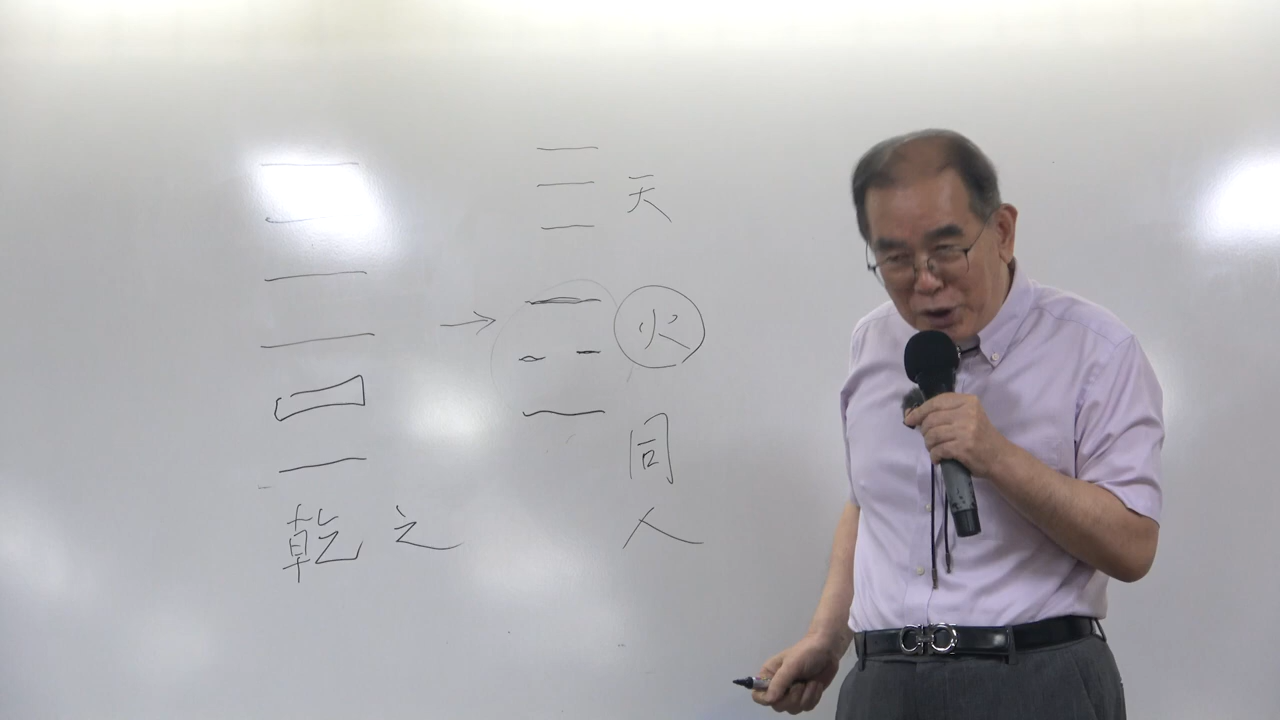 天
火
同
人
乾之